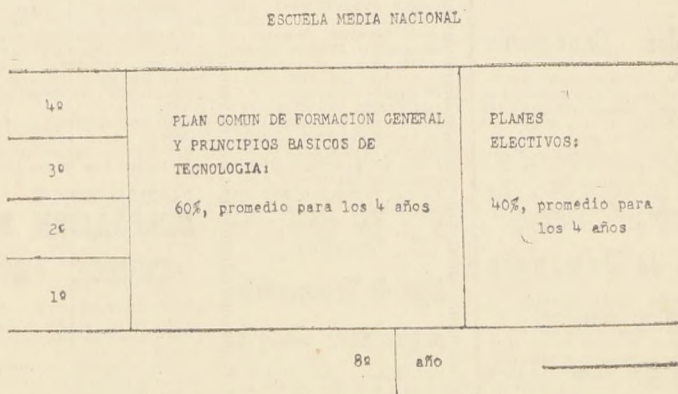 ESCUELA MEDIA NACIONAL
4º
3º
2º
1º
PLAN COMUN DE FORMACION GENERAL
Y PRINCIPIOS BASICOS DE
TECNOLOGIA:
60%, promedio para los 4 años
PLANES
ELECTIVOS:
40%, promedio para
los 4 años
8º año